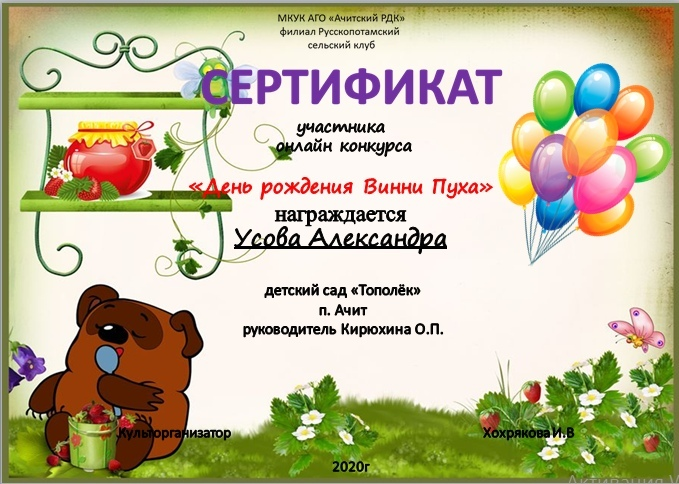 МКУК АГО «Ачитский РДК»
филиал Русскопотамский
сельский клуб
СЕРТИФИКАТ
участника
онлайн конкурса
«День рождения Винни Пуха»
награждается
Усова Александра
детский сад «Тополёк»
п. Ачит
руководитель Кирюхина О.П.
Культорганизатор Хохрякова И.В
2020г
Активация W